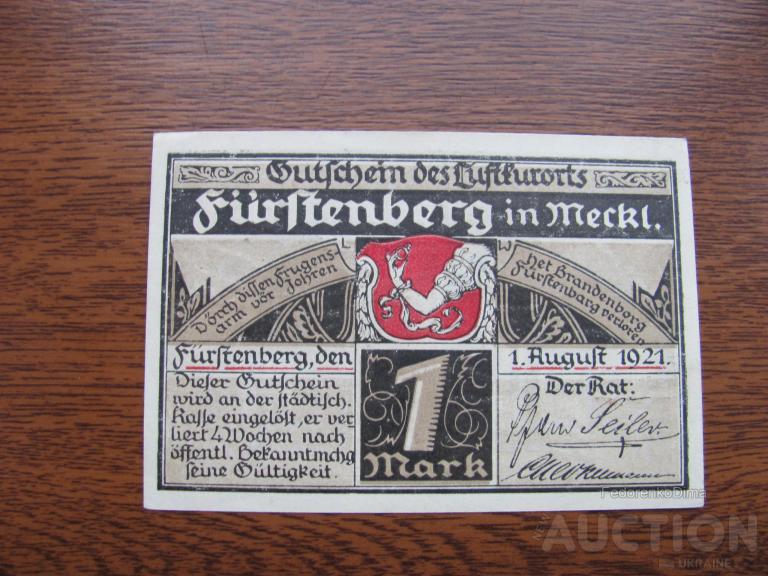 Gutschein des Luftkurorts
Fürstenberg in Meckl.
L W
Dörch dissen Frugens-
arm vör Johren
het Brandenborg
Fürstenbarg verloren
Fürstenberg, den 1. August 1921.
Dieser Gutschein
wird an der städtisch.
Kasse eingelöst, er ver
liert 4 Wochen nach
öffentl. Bekanntmchg
seine Gültigkeit.
1
Mark
Der Rat:
FedorenkoDima
AUCTION
UKRAINE